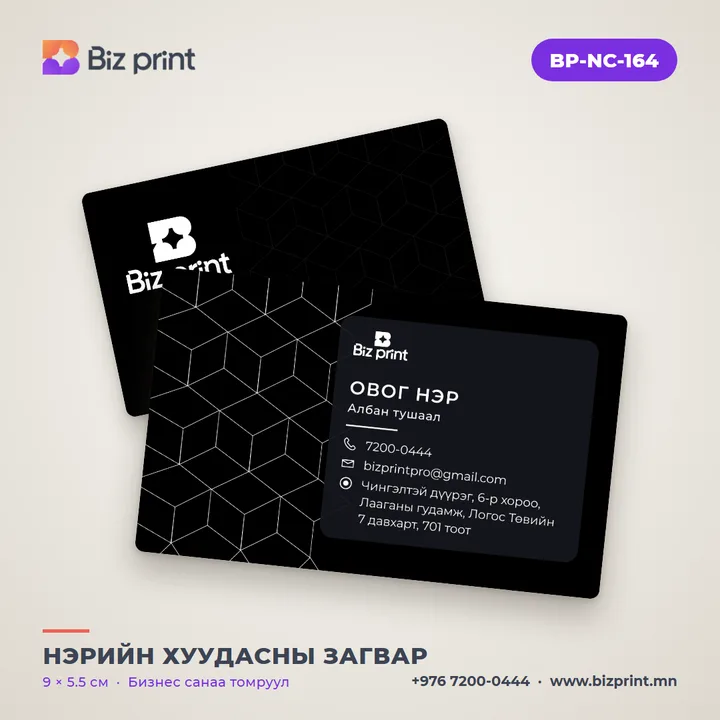 Biz print
BP-NC-164
Biz print
Biz print
ОВОГ НЭР
Албан тушаал
7200-0444
bizprintpro@gmail.com
Чингэлтэй дүүрэг, 6-р хороо,
Лааганы гудамж, Логос Төвийн
7 давхарт, 701 тоот
НЭРИЙН ХУУДАСНЫ ЗАГВАР
9 × 5.5 см · Бизнес санаа томруул
+976 7200-0444 · www.bizprint.mn